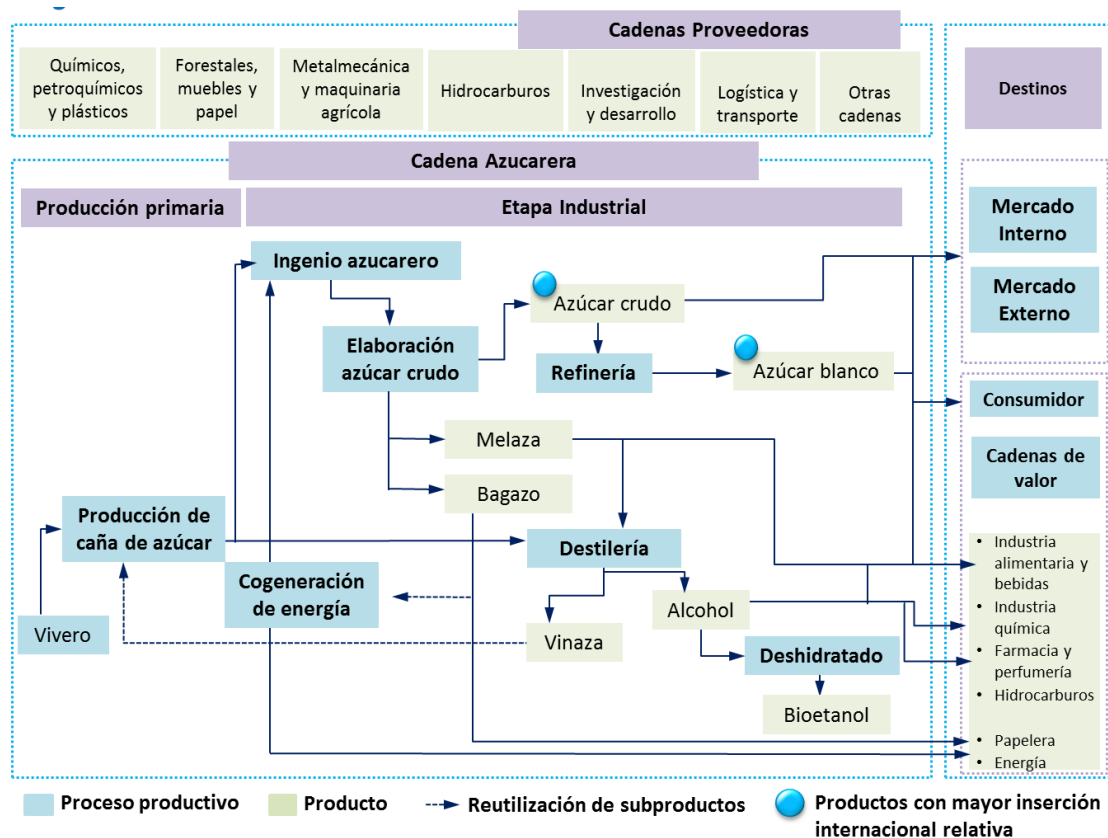 Cadenas Proveedoras
Químicos,
petroquímicos
y plásticos
Forestales,
muebles y
papel
Metalmecánica
y maquinaria
agrícola
Hidrocarburos
Investigación
y desarrollo
Logística y
transporte
Otras
cadenas
Destinos
Cadena Azucarera
Producción primaria
Etapa Industrial
Mercado
Interno
Mercado
Externo
Ingenio azucarero
Azúcar crudo
Elaboración
azúcar crudo
Refinería
Azúcar blanco
Consumidor
Cadenas de
valor
Melaza
Bagazo
Producción de
caña de azúcar
Destilería
Cogeneración
de energía
Vivero
Vinaza
Alcohol
Deshidratado
Bioetanol
• Industria
alimentaria y
bebidas
• Industria
química
• Farmacia y
perfumería
• Hidrocarburos
• Papelera
• Energía
Proceso productivo
Producto
Reutilización de subproductos
Productos con mayor inserción
internacional relativa